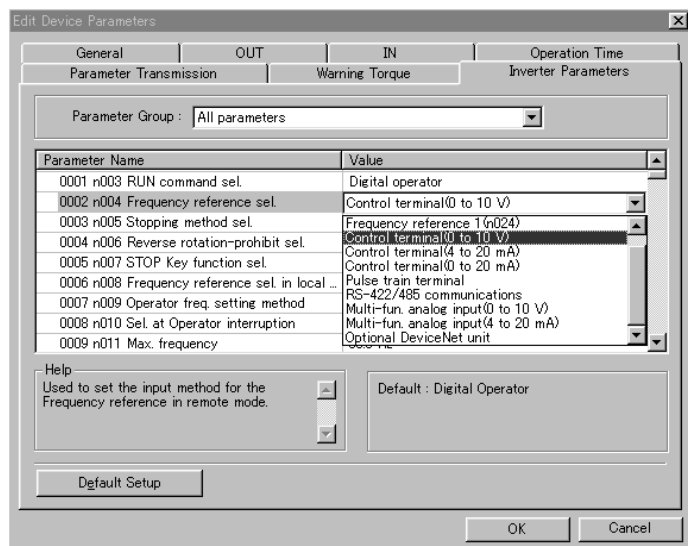 Edit Device Parameters
General OUT IN Operation Time
Parameter Transmission Warning Torque Inverter Parameters
Parameter Group : All parameters
Parameter Name Value
0001 n003 RUN command sel. Digital operator
0002 n004 Frequency reference sel. Control terminal(0 to 10 V)
0003 n005 Stopping method sel. Frequency reference 1(n024)
Control terminal(0 to 10 V)
0004 n006 Reverse rotation-prohibit sel. Control terminal(4 to 20 mA)
0005 n007 STOP Key function sel. Control terminal(0 to 20 mA)
0006 n008 Frequency reference sel. in local ... Pulse train terminal
RS-422/485 communications
0007 n009 Operator freq. setting method Multi-fun. analog input(0 to 10 V)
0008 n010 Sel. at Operator interruption Multi-fun. analog input(4 to 20 mA)
Optional DeviceNet unit
0009 n011 Max. frequency
Help
Used to set the input method for the
Frequency reference in remote mode.
Default : Digital Operator
Default Setup
OK Cancel